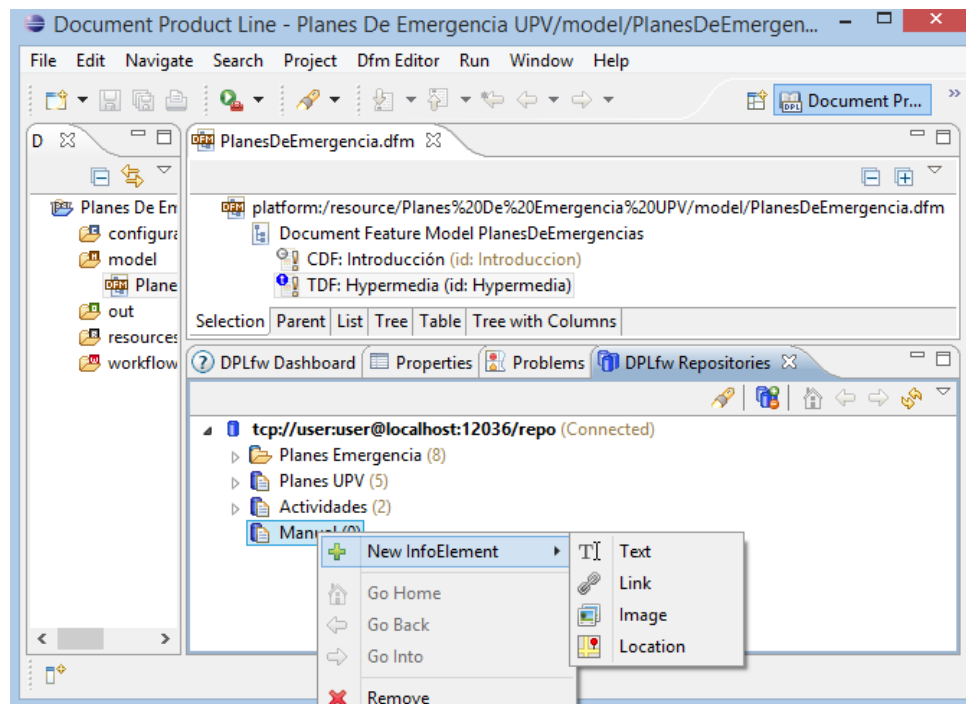 Document Product Line - Planes De Emergencia UPV/model/PlanesDeEmergen...
File Edit Navigate Search Project Dfm Editor Run Window Help
DPL Document Pr... »
D
PlanesDeEmergencia.dfm
Planes De Em
configura
model
Plane
out
resources
workflow
platform:/resource/Planes%20De%20Emergencia%20UPV/model/PlanesDeEmergencia.dfm
Document Feature Model PlanesDeEmergencias
CDF: Introducción (id: Introduccion)
TDF: Hypermedia (id: Hypermedia)
Selection Parent List Tree Table Tree with Columns
DPLfw Dashboard Properties Problems DPLfw Repositories
tcp://user:user@localhost:12036/repo (Connected)
Planes Emergencia (8)
Planes UPV (5)
Actividades (2)
Manual (0)
New InfoElement
Go Home
Go Back
Go Into
Remove
Text
Link
Image
Location